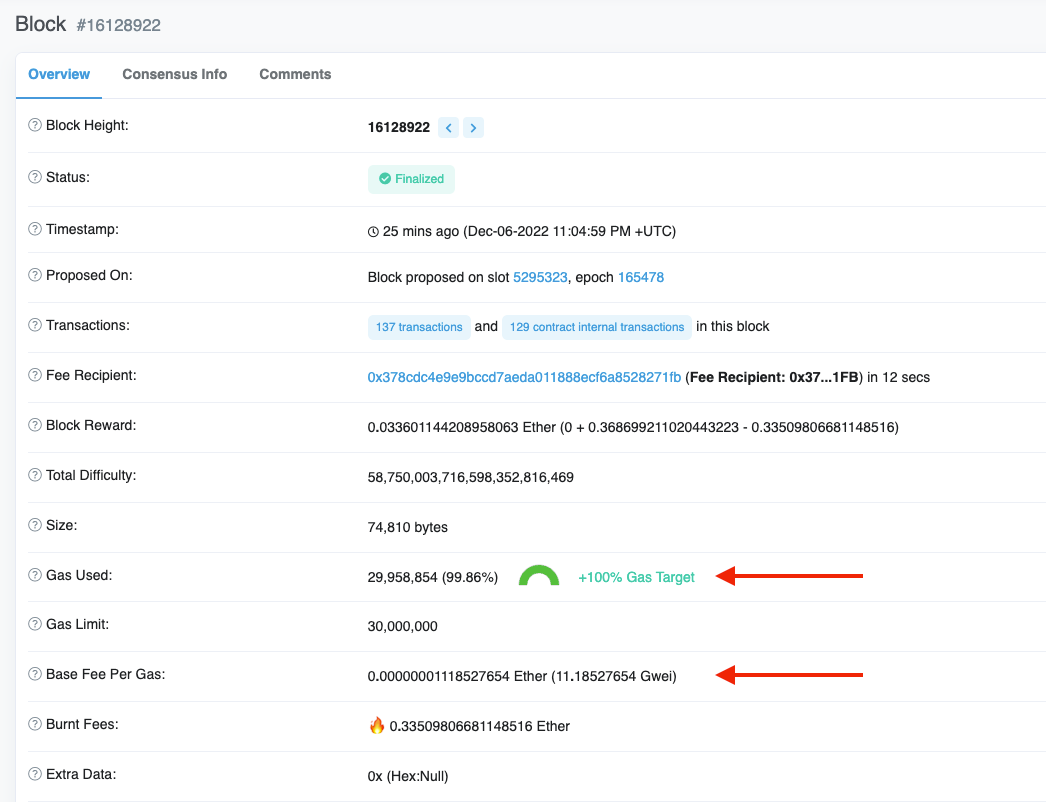 Block #16128922
Overview Consensus Info Comments
Block Height: 16128922
Status: Finalized
Timestamp: 25 mins ago (Dec-06-2022 11:04:59 PM +UTC)
Proposed On: Block proposed on slot 5295323, epoch 165478
Transactions: 137 transactions and 129 contract internal transactions in this block
Fee Recipient: 0x378cdc4e9e9bccd7aeda011888ecf6a8528271fb (Fee Recipient: 0x37...1FB) in 12 secs
Block Reward: 0.033601144208958063 Ether (0 + 0.368699211020443223 - 0.33509806681148516)
Total Difficulty: 58,750,003,716,598,352,816,469
Size: 74,810 bytes
Gas Used: 29,958,854 (99.86%) +100% Gas Target
Gas Limit: 30,000,000
Base Fee Per Gas: 0.00000001118527654 Ether (11.18527654 Gwei)
Burnt Fees: 0.33509806681148516 Ether
Extra Data: 0x (Hex:Null)